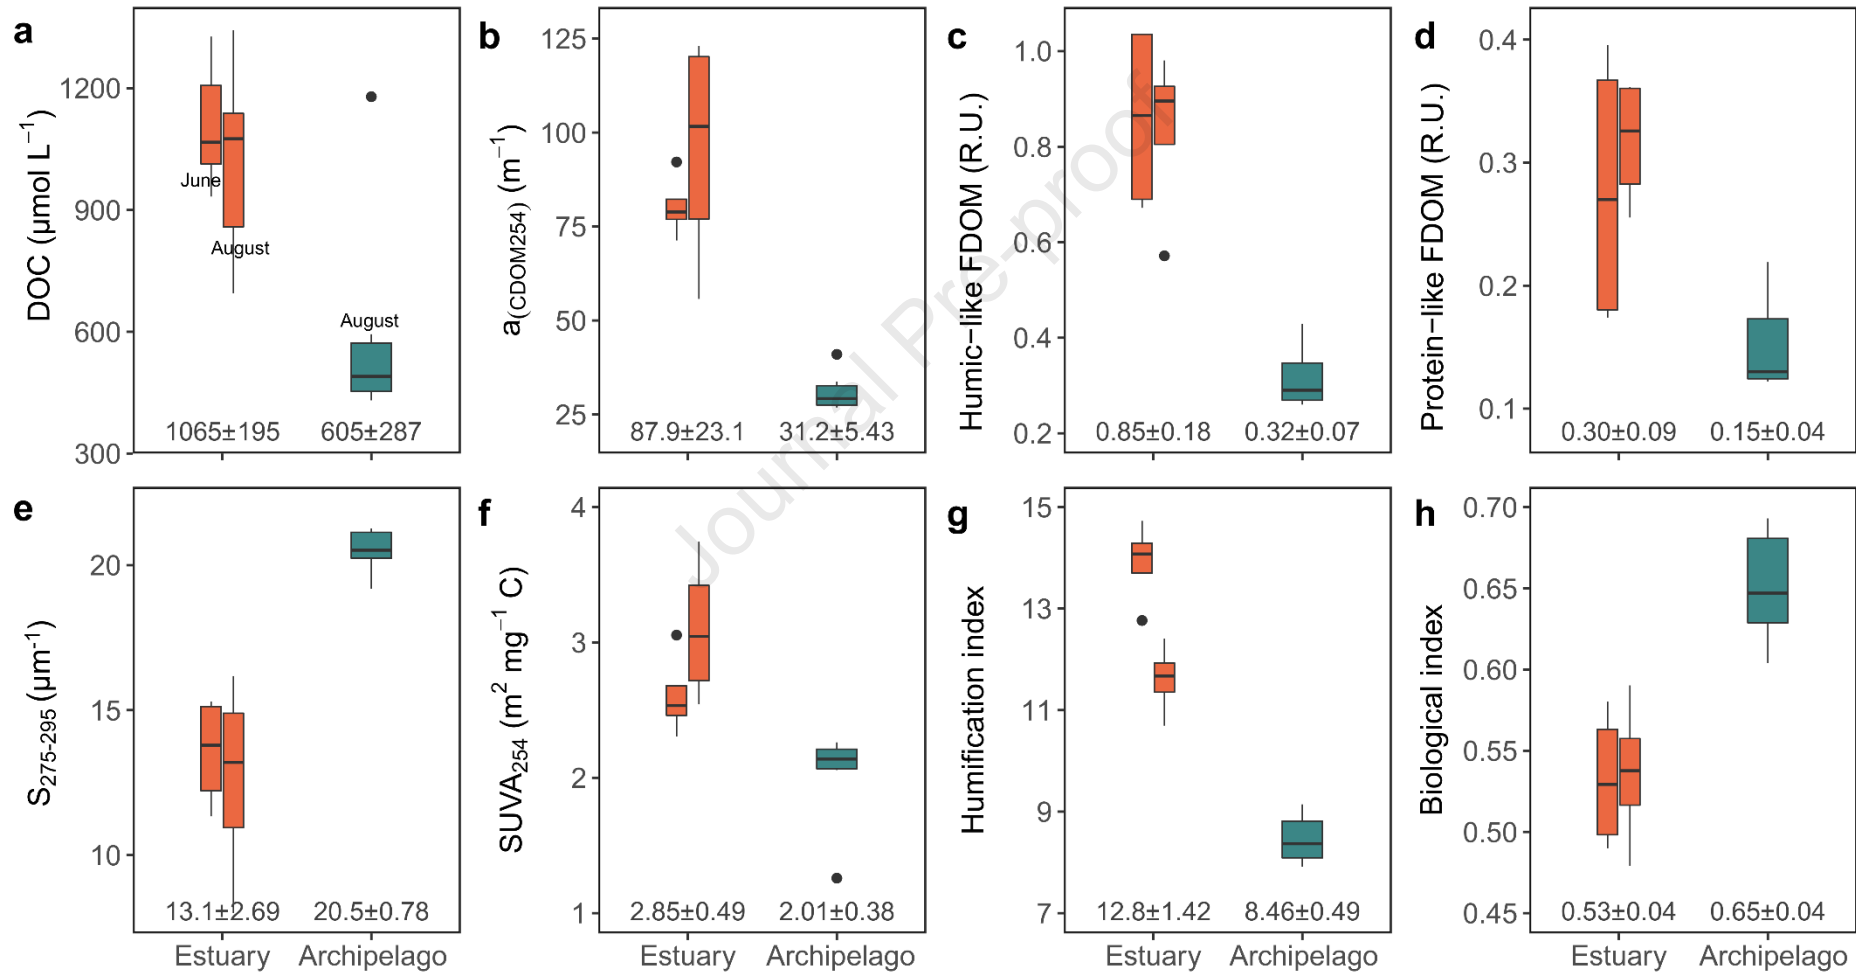 a
DOC (µmol L⁻¹)
1200
900
600
300
June
August
August
1065±195
605±287
b
a(CDOM254) (m⁻¹)
125
100
75
50
25
87.9±23.1
31.2±5.43
c
Humic−like FDOM (R.U.)
1.0
0.8
0.6
0.4
0.2
0.85±0.18
0.32±0.07
d
Protein−like FDOM (R.U.)
0.4
0.3
0.2
0.1
0.30±0.09
0.15±0.04
e
S275-295 (µm⁻¹)
20
15
10
13.1±2.69
20.5±0.78
Estuary
Archipelago
f
SUVA254 (m² mg⁻¹ C)
4
3
2
1
2.85±0.49
2.01±0.38
Estuary
Archipelago
g
Humification index
15
13
11
9
7
12.8±1.42
8.46±0.49
Estuary
Archipelago
h
Biological index
0.70
0.65
0.60
0.55
0.50
0.45
0.53±0.04
0.65±0.04
Estuary
Archipelago
Journal Pre-proof